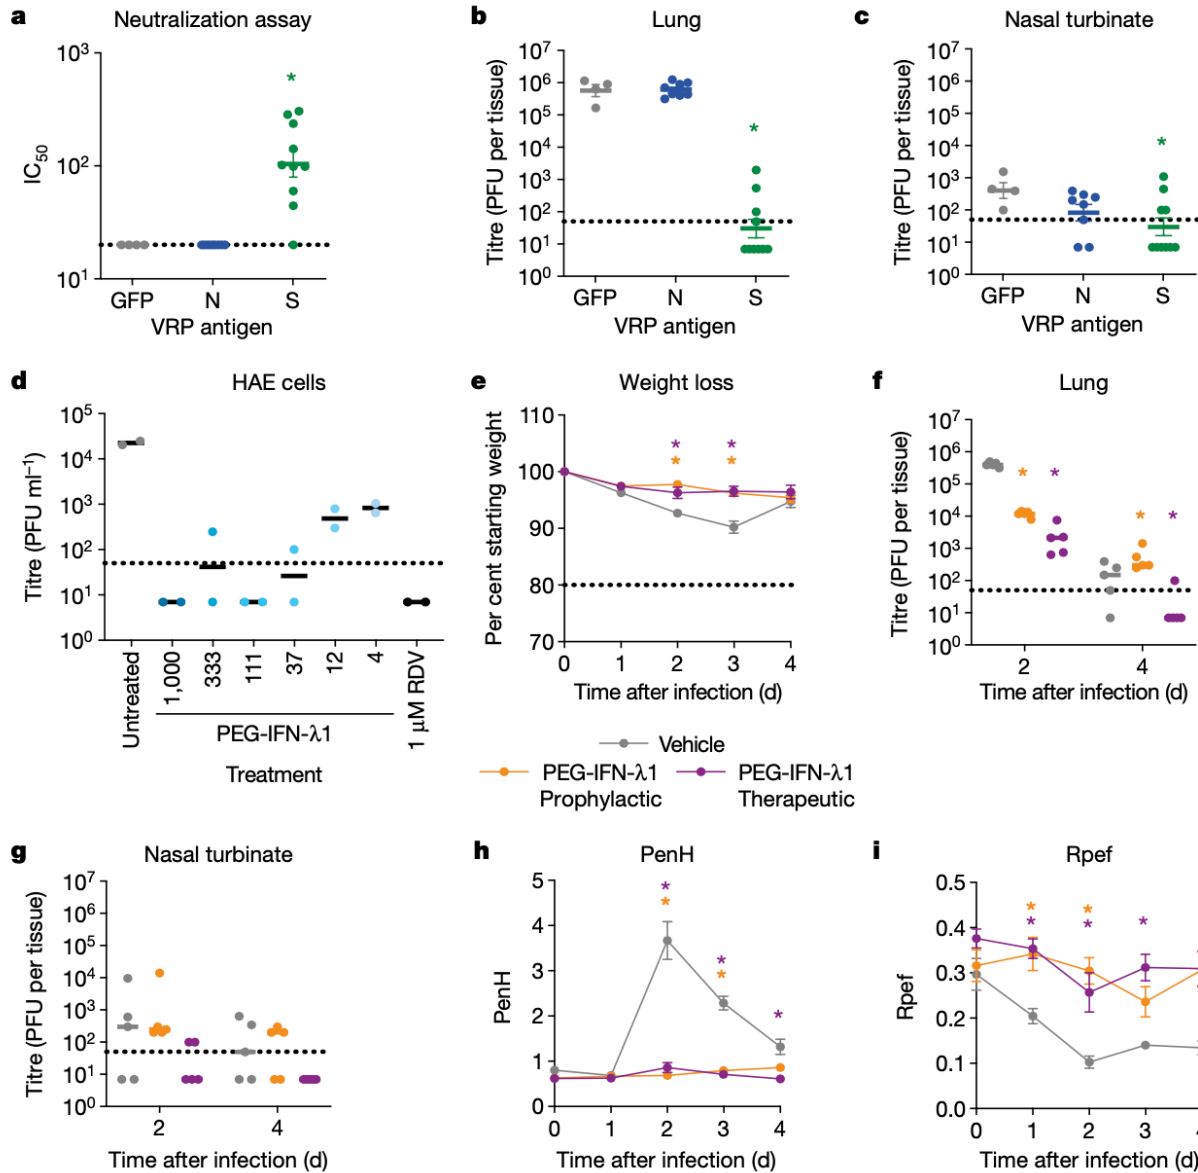 a Neutralization assay
10³
10²
10¹
IC₅₀
*
GFP N S
VRP antigen
b Lung
10⁷
10⁶
10⁵
10⁴
10³
10²
10¹
10⁰
Titre (PFU per tissue)
*
GFP N S
VRP antigen
c Nasal turbinate
10⁷
10⁶
10⁵
10⁴
10³
10²
10¹
10⁰
Titre (PFU per tissue)
*
GFP N S
VRP antigen
d HAE cells
10⁵
10⁴
10³
10²
10¹
10⁰
Titre (PFU ml⁻¹)
Untreated 1,000 333 111 37 12 4 1 μM RDV
PEG-IFN-λ1
Treatment
e Weight loss
110
100
90
80
70
Per cent starting weight
* *
* *
0 1 2 3 4
Time after infection (d)
f Lung
10⁷
10⁶
10⁵
10⁴
10³
10²
10¹
10⁰
Titre (PFU per tissue)
* * * *
2 4
Time after infection (d)
Vehicle
PEG-IFN-λ1 PEG-IFN-λ1
Prophylactic Therapeutic
g Nasal turbinate
10⁷
10⁶
10⁵
10⁴
10³
10²
10¹
10⁰
Titre (PFU per tissue)
2 4
Time after infection (d)
h PenH
5
4
3
2
1
0
PenH
*
*
*
*
*
0 1 2 3 4
Time after infection (d)
i Rpef
0.5
0.4
0.3
0.2
0.1
0.0
Rpef
* *
* * *
0 1 2 3
Time after infection (d)